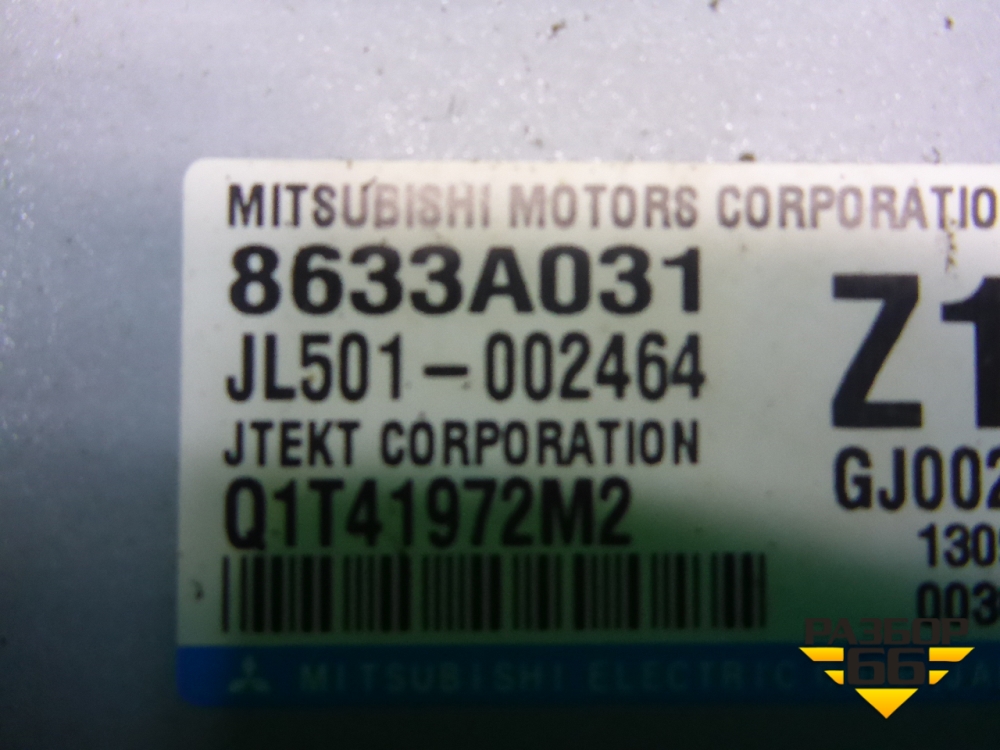 MITSUBISHI MOTORS CORPORATIO
8633A031
JL501-002464
JTEKT CORPORATION
Q1T41972M2
Z1
GJ002
130
003
MITSUBISHI ELECTRIC
РАЗБОР
66